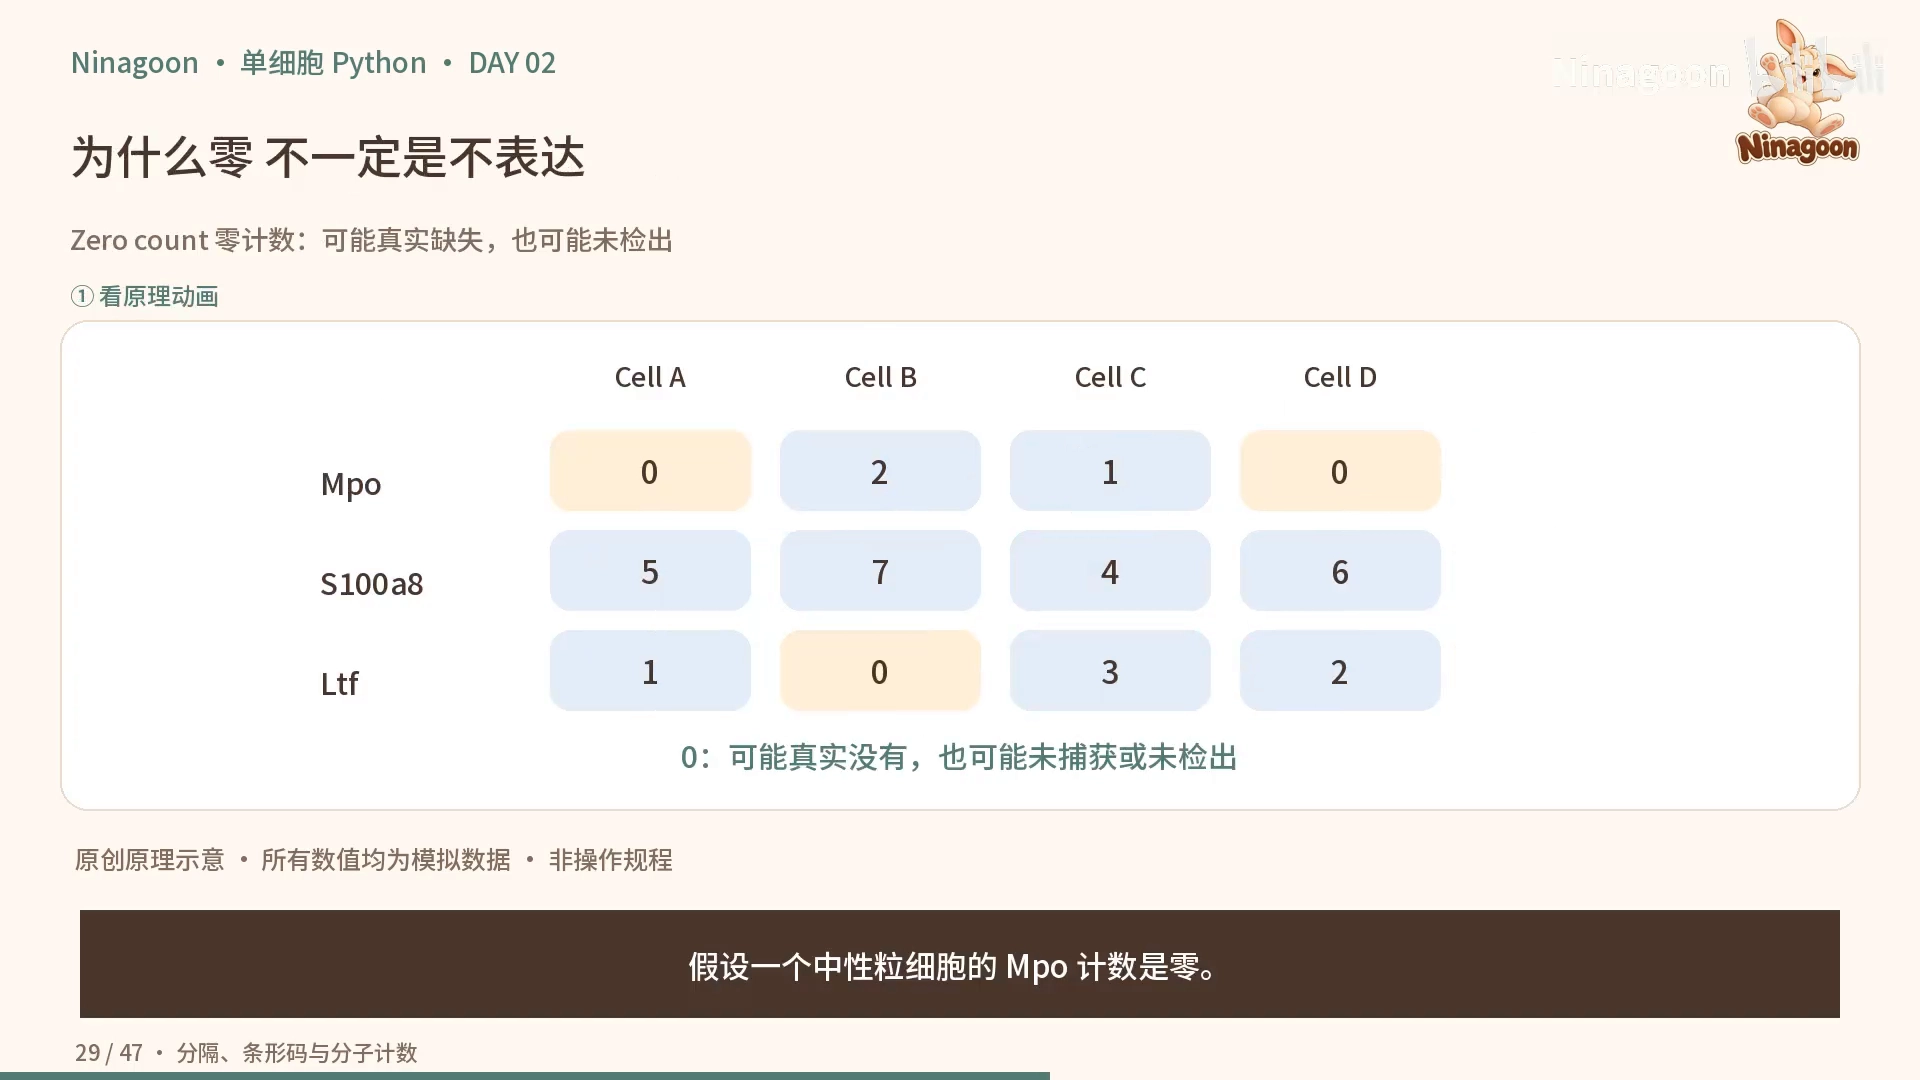 Ninagoon • 单细胞 Python • DAY 02
Ninagoon
Ninagoon
为什么零 不一定是不表达
Zero count 零计数：可能真实缺失，也可能未检出
① 看原理动画
Cell A Cell B Cell C Cell D
Mpo 0 2 1 0
S100a8 5 7 4 6
Ltf 1 0 3 2
0：可能真实没有，也可能未捕获或未检出
原创原理示意 • 所有数值均为模拟数据 • 非操作规程
假设一个中性粒细胞的 Mpo 计数是零。
29 / 47 • 分隔、条形码与分子计数